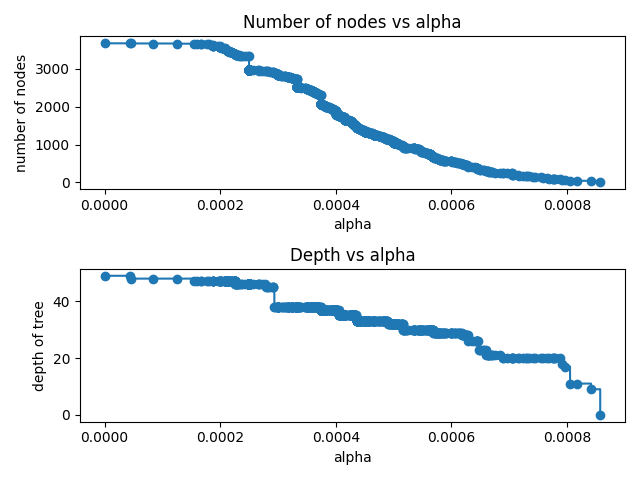 Number of nodes vs alpha
number of nodes
3000
2000
1000
0
0.0000 0.0002 0.0004 0.0006 0.0008
alpha
Depth vs alpha
depth of tree
40
20
0
0.0000 0.0002 0.0004 0.0006 0.0008
alpha